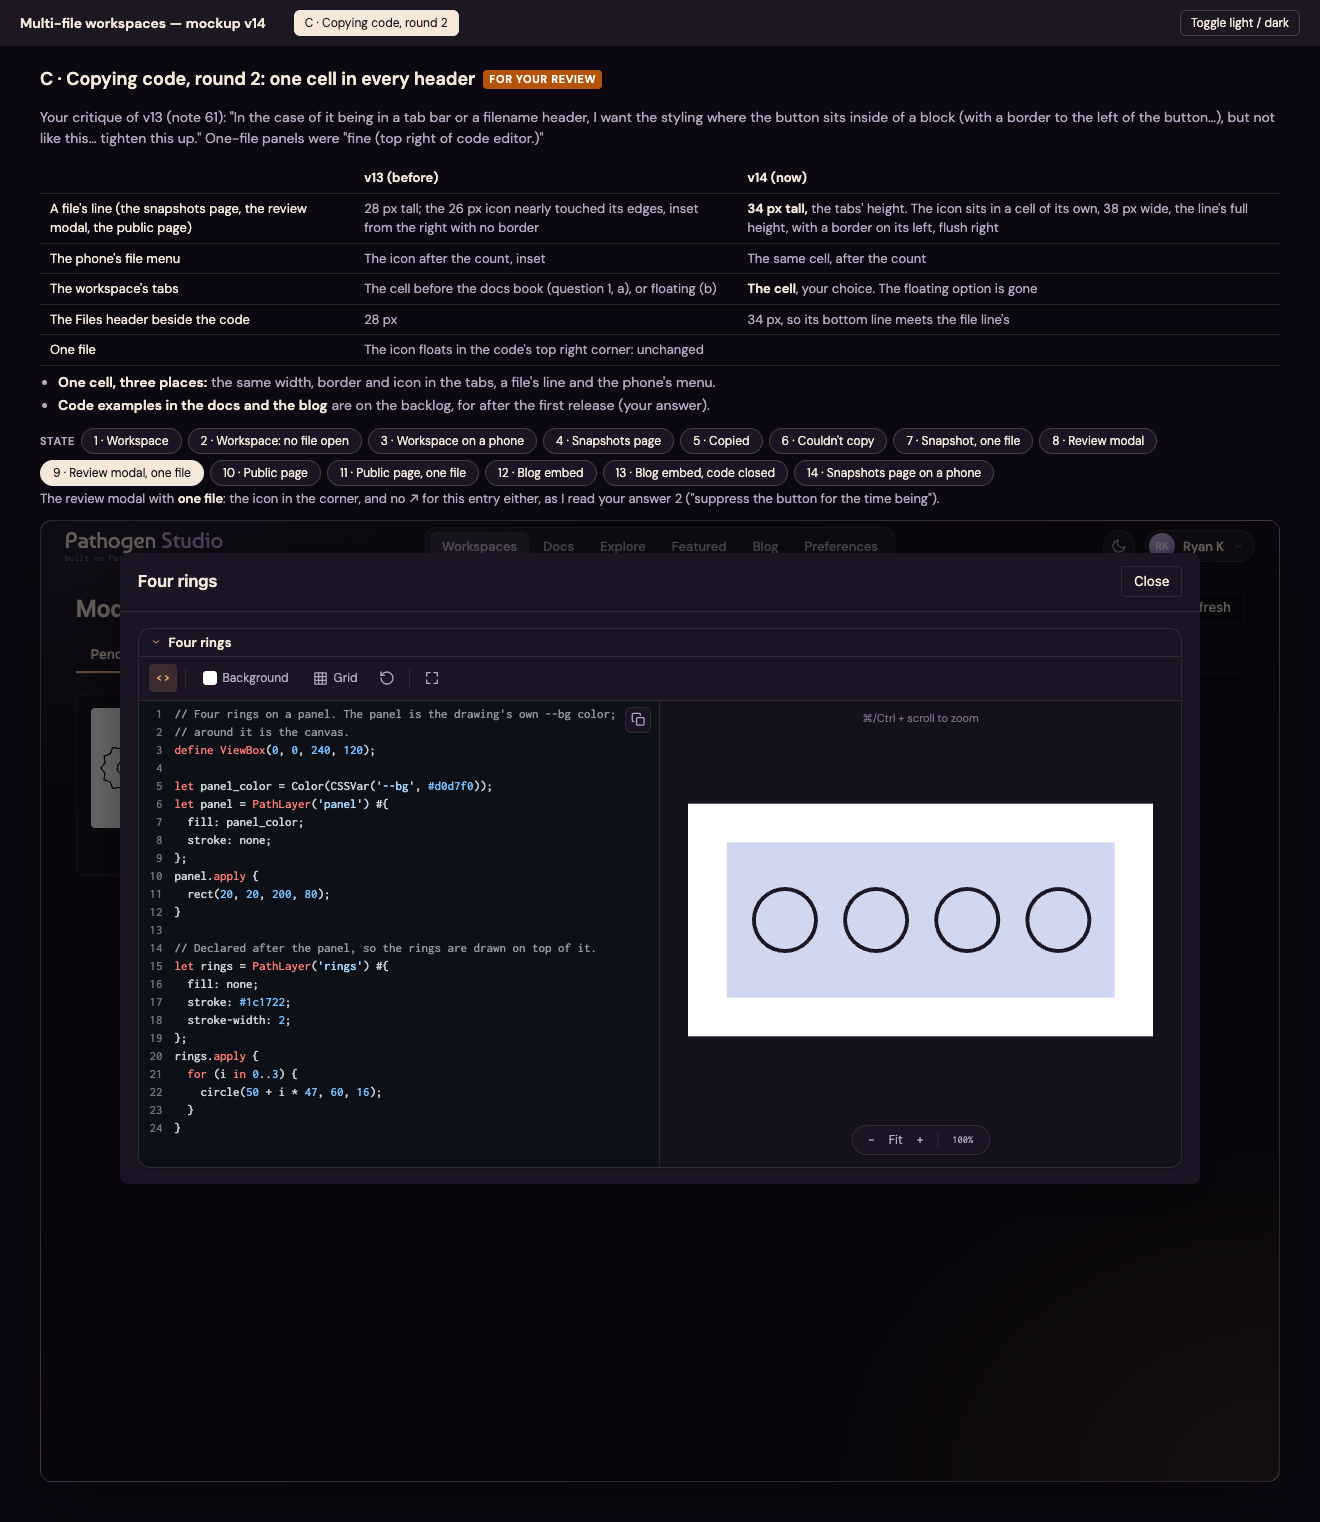 Multi-file workspaces — mockup v14
C · Copying code, round 2
Toggle light / dark
C · Copying code, round 2: one cell in every header
FOR YOUR REVIEW
Your critique of v13 (note 61): "In the case of it being in a tab bar or a filename header, I want the styling where the button sits inside of a block (with a border to the left of the button...), but not
like this... tighten this up." One-file panels were "fine (top right of code editor.)"
v13 (before)
v14 (now)
A file's line (the snapshots page, the review
modal, the public page)
28 px tall; the 26 px icon nearly touched its edges, inset
from the right with no border
34 px tall, the tabs' height. The icon sits in a cell of its own, 38 px wide, the line's full
height, with a border on its left, flush right
The phone's file menu
The icon after the count, inset
The same cell, after the count
The workspace's tabs
The cell before the docs book (question 1, a), or floating (b)
The cell, your choice. The floating option is gone
The Files header beside the code
28 px
34 px, so its bottom line meets the file line's
One file
The icon floats in the code's top right corner: unchanged
• One cell, three places: the same width, border and icon in the tabs, a file's line and the phone's menu.
• Code examples in the docs and the blog are on the backlog, for after the first release (your answer).
STATE
1 · Workspace
2 · Workspace: no file open
3 · Workspace on a phone
4 · Snapshots page
5 · Copied
6 · Couldn't copy
7 · Snapshot, one file
8 · Review modal
9 · Review modal, one file
10 · Public page
11 · Public page, one file
12 · Blog embed
13 · Blog embed, code closed
14 · Snapshots page on a phone
The review modal with one file: the icon in the corner, and no ↗ for this entry either, as I read your answer 2 ("suppress the button for the time being").
Pathogen Studio
built on Pa
Workspaces
Docs
Explore
Featured
Blog
Preferences
RK
Ryan K
Mod
fresh
Pend
Four rings
Close
Four rings
<>
Background
Grid
1 // Four rings on a panel. The panel is the drawing's own --bg color;
2 // around it is the canvas.
3 define ViewBox(0, 0, 240, 120);
4
5 let panel_color = Color(CSSVar('--bg', #d0d7f0));
6 let panel = PathLayer('panel') #{
7   fill: panel_color;
8   stroke: none;
9 };
10 panel.apply {
11   rect(20, 20, 200, 80);
12 }
13
14 // Declared after the panel, so the rings are drawn on top of it.
15 let rings = PathLayer('rings') #{
16   fill: none;
17   stroke: #1c1722;
18   stroke-width: 2;
19 };
20 rings.apply {
21   for (i in 0..3) {
22     circle(50 + i * 47, 60, 16);
23   }
24 }
⌘/Ctrl + scroll to zoom
− Fit + 100%